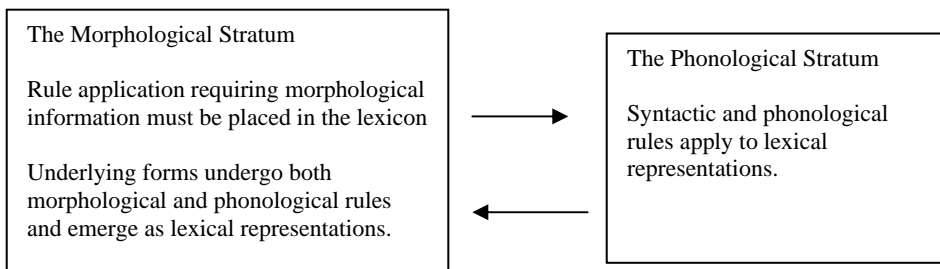 The Morphological Stratum
Rule application requiring morphological
information must be placed in the lexicon
Underlying forms undergo both
morphological and phonological rules
and emerge as lexical representations.
The Phonological Stratum
Syntactic and phonological
rules apply to lexical
representations.